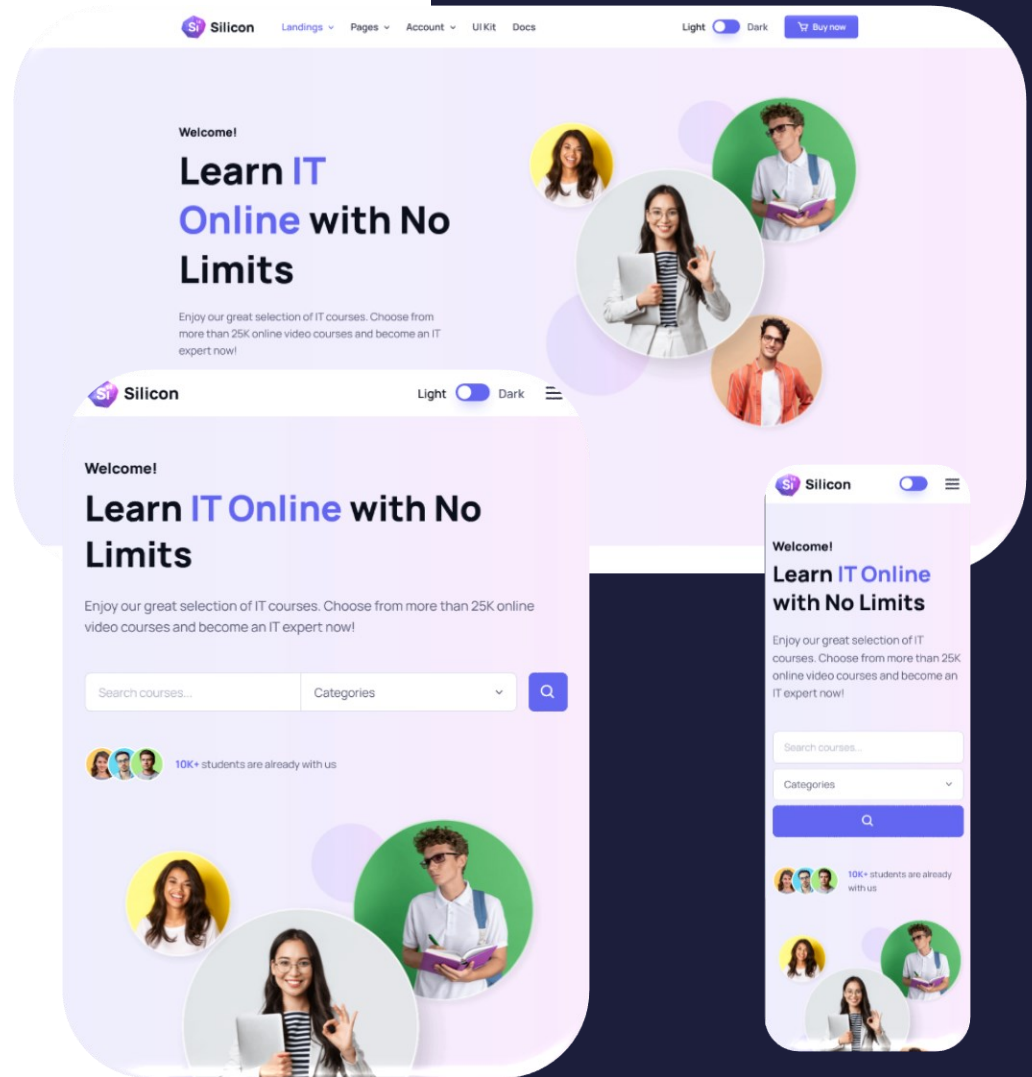 Si Silicon Landings Pages Account UI Kit Docs Light Dark Buy now
Welcome!
Learn IT
Online with No
Limits
Enjoy our great selection of IT courses. Choose from
more than 25K online video courses and become an IT
expert now!
Si Silicon Light Dark
Welcome!
Learn IT Online with No
Limits
Enjoy our great selection of IT courses. Choose from more than 25K online
video courses and become an IT expert now!
Search courses... Categories
10K+ students are already with us
Si Silicon
Welcome!
Learn IT Online
with No Limits
Enjoy our great selection of IT
courses. Choose from more than 25K
online video courses and become an
IT expert now!
Search courses...
Categories
10K+ students are already
with us